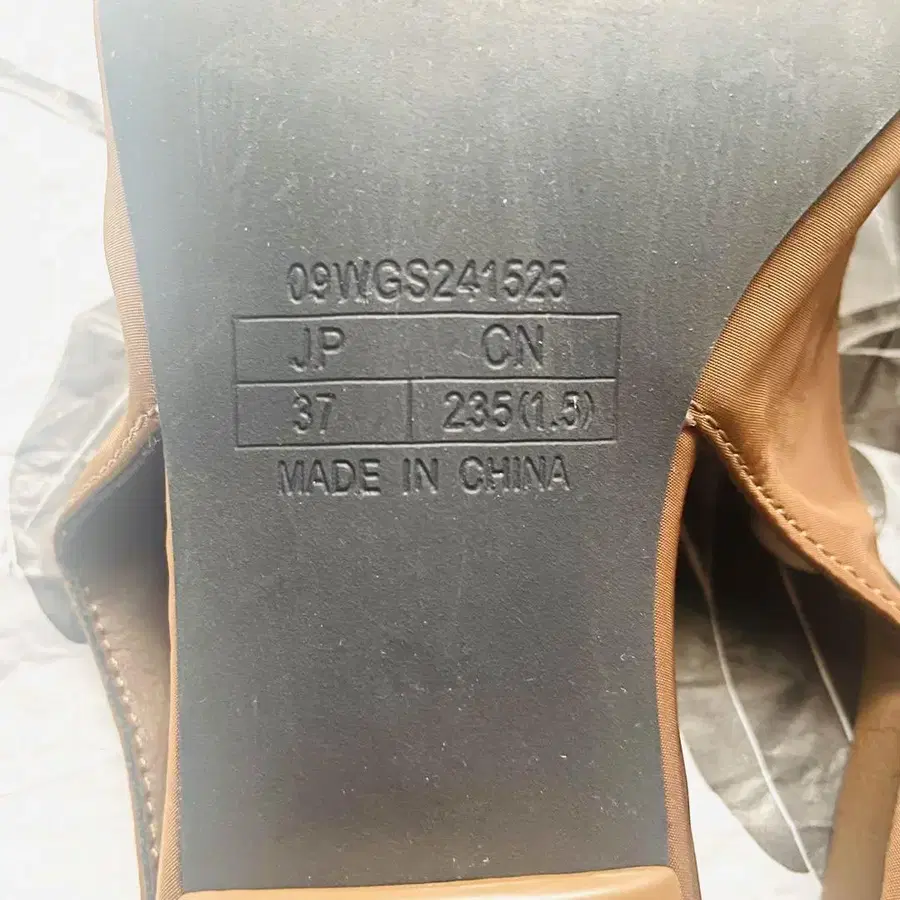 09WGS241525
JP CN
37 235(1.5)
MADE IN CHINA